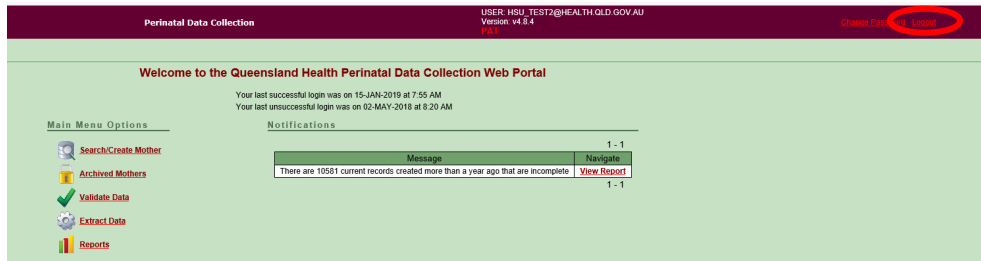 Perinatal Data Collection
USER: HSU_TEST2@HEALTH.QLD.GOV.AU
Version: v4.8.4
PAT
Change Password Logout
Welcome to the Queensland Health Perinatal Data Collection Web Portal
Your last successful login was on 15-JAN-2019 at 7:55 AM
Your last unsuccessful login was on 02-MAY-2018 at 8:20 AM
Main Menu Options
Search/Create Mother
Archived Mothers
Validate Data
Extract Data
Reports
Notifications
1 - 1
Message Navigate
There are 10581 current records created more than a year ago that are incomplete View Report
1 - 1